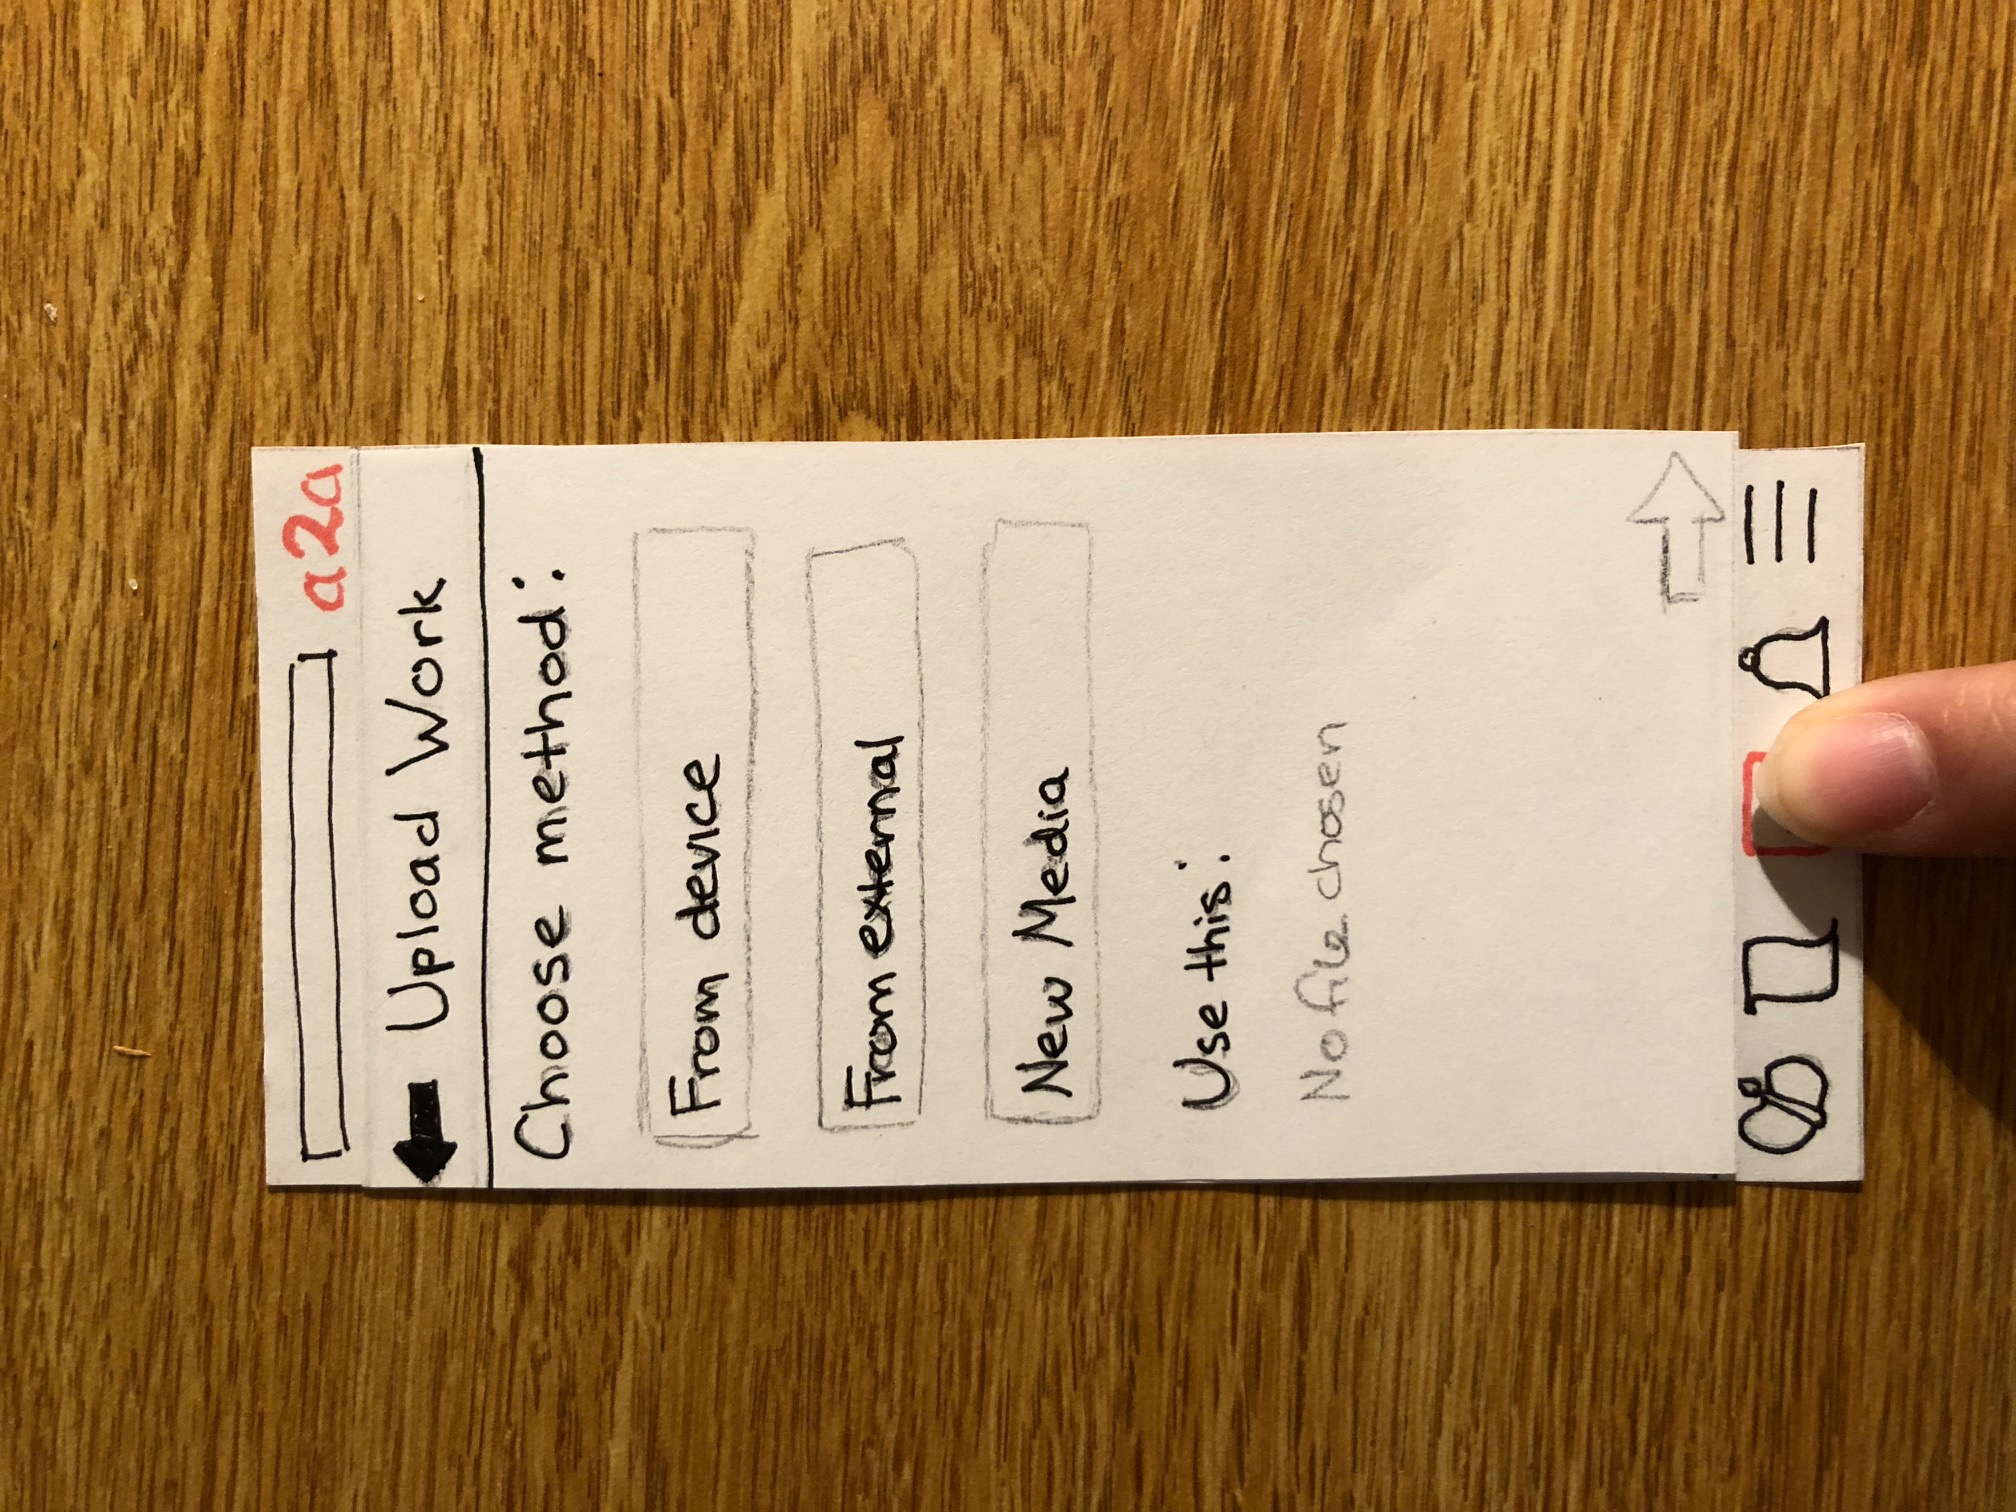 a2a
Upload Work
Choose method:
From device
From external
New Media
Use this:
No file chosen